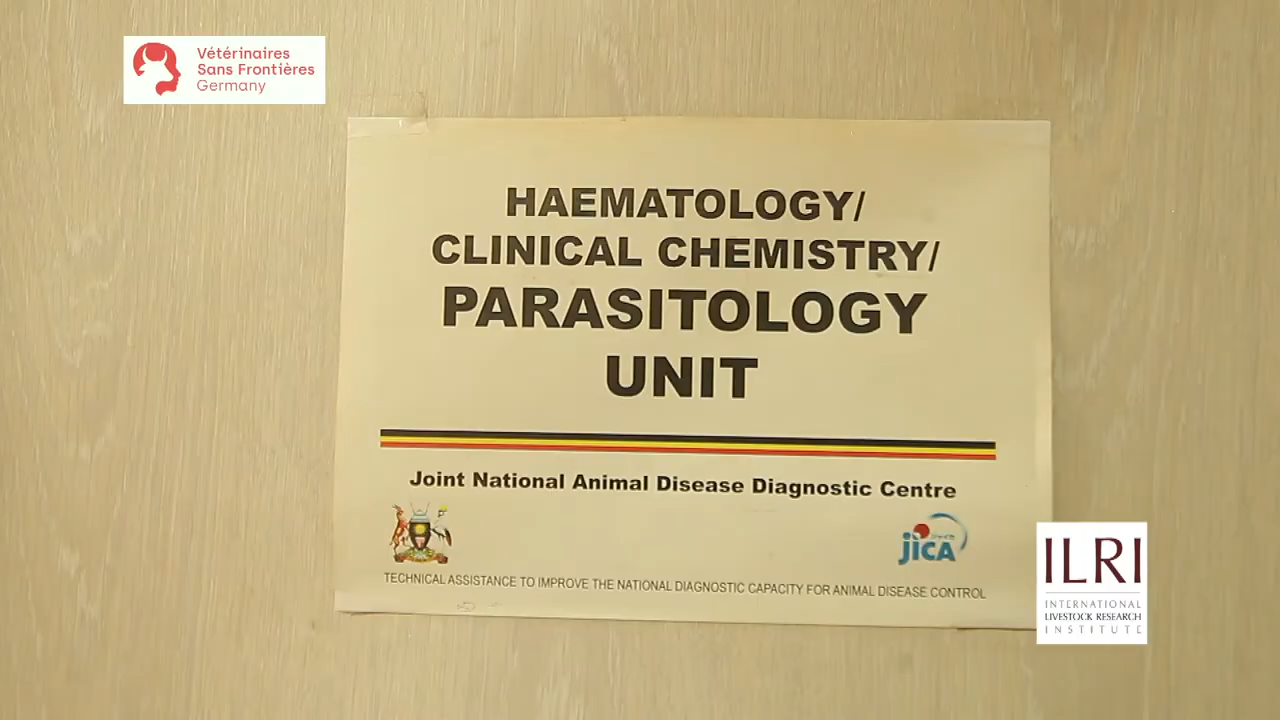 Vétérinaires
Sans Frontières
Germany
HAEMATOLOGY/
CLINICAL CHEMISTRY/
PARASITOLOGY
UNIT
Joint National Animal Disease Diagnostic Centre
JICA
TECHNICAL ASSISTANCE TO IMPROVE THE NATIONAL DIAGNOSTIC CAPACITY FOR ANIMAL DISEASE CONTROL
ILRI
INTERNATIONAL
LIVESTOCK RESEARCH
INSTITUTE